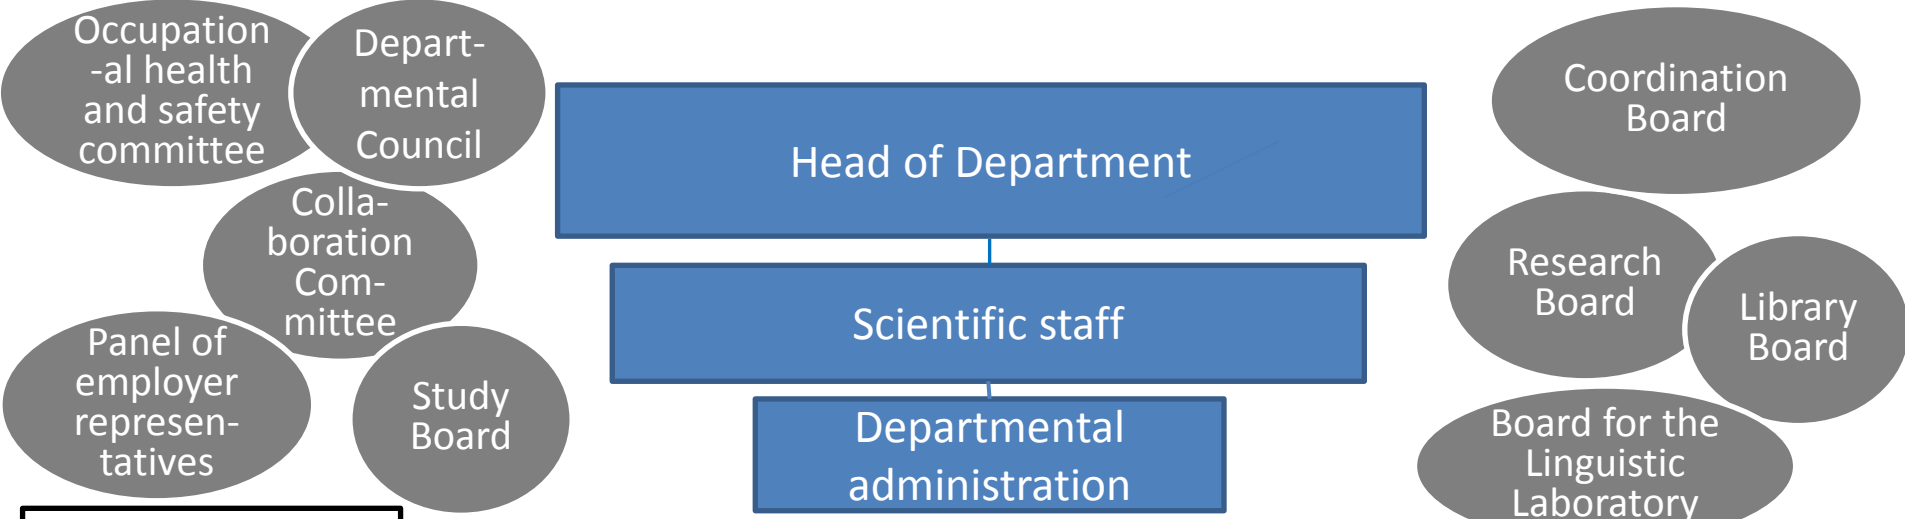 Occupation
-al health
and safety
committee
Depart-
mental
Council
Colla-
boration
Com-
mittee
Panel of
employer
represen-
tatives
Study
Board
Head of Department
Scientific staff
Departmental
administration
Coordination
Board
Research
Board
Library
Board
Board for the
Linguistic
Laboratory